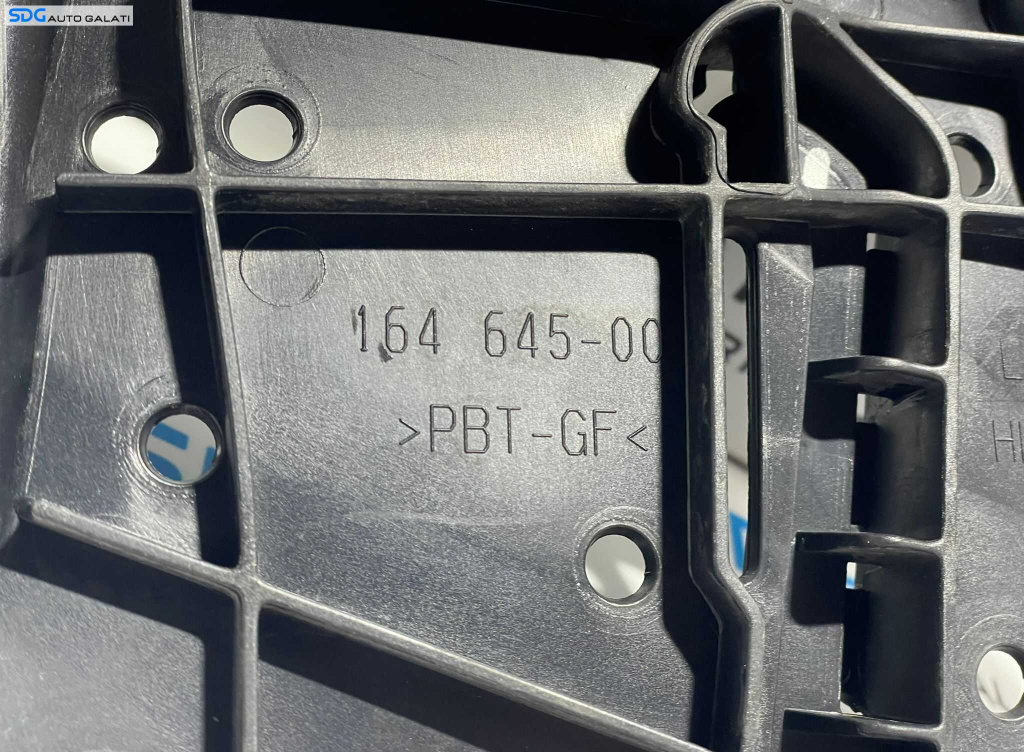 SDG AUTO GALATI
164 645-00
>PBT-GF<